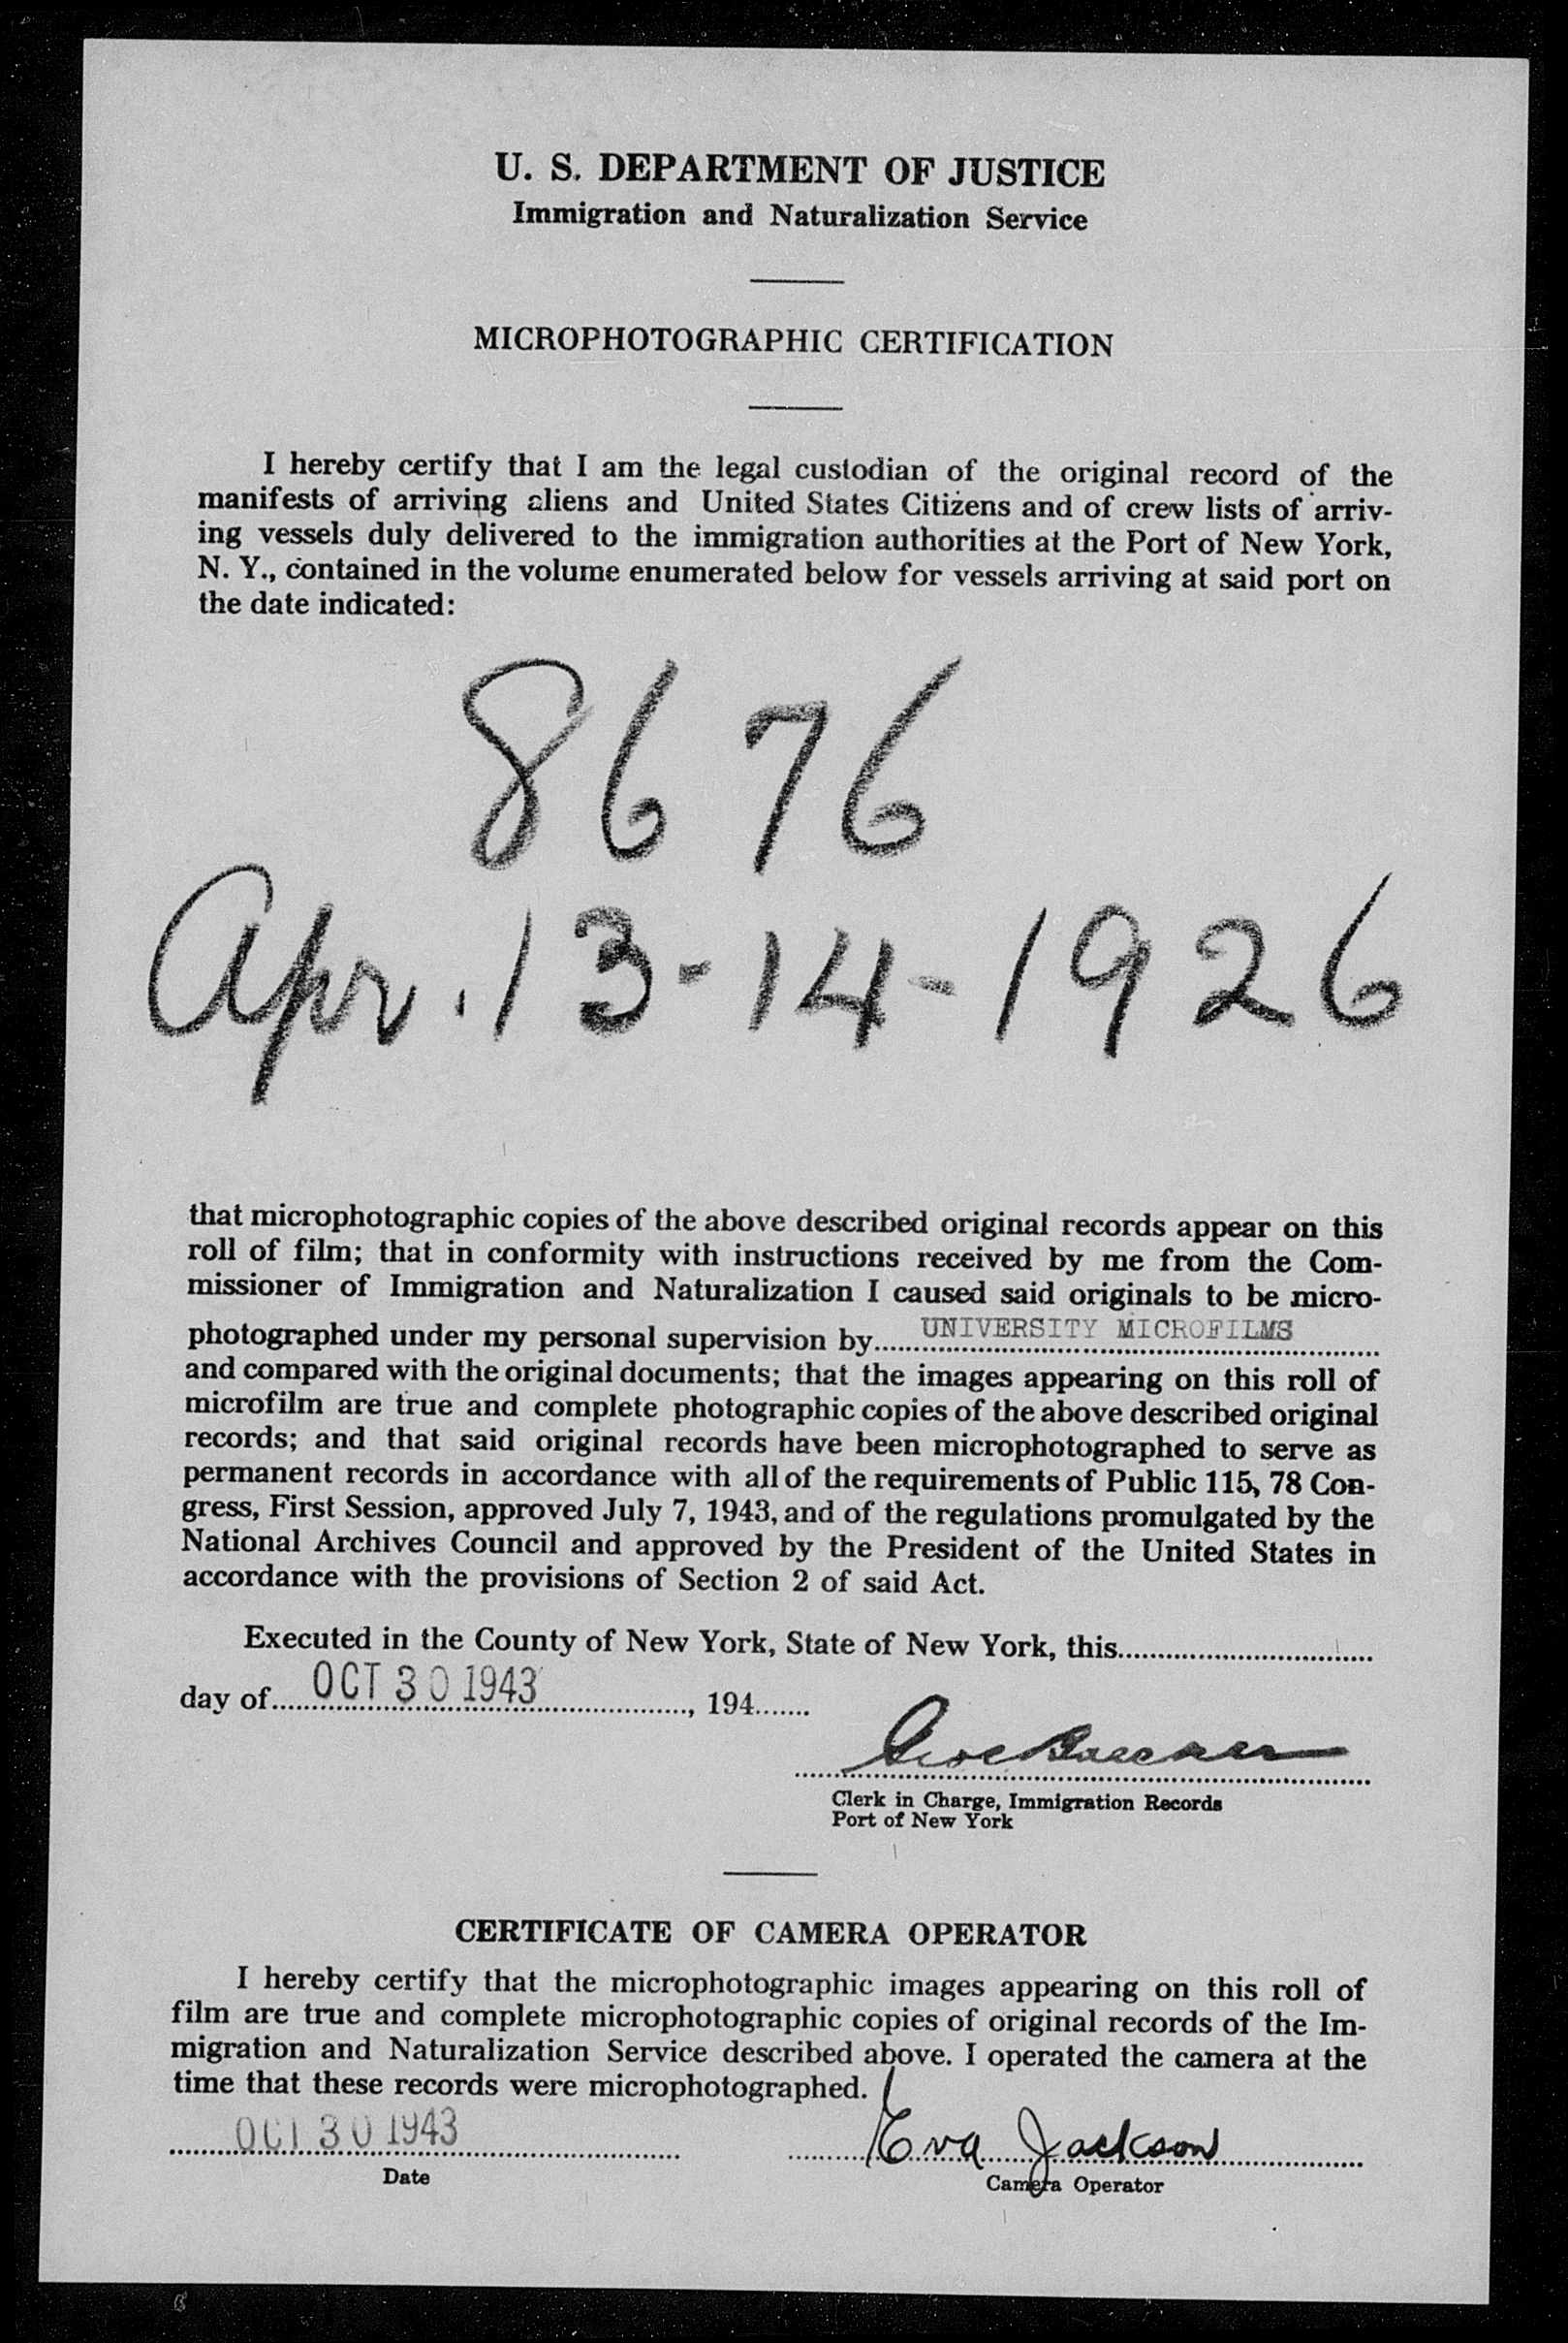 U. S. DEPARTMENT OF JUSTICE
Immigration and Naturalization Service
MICROPHOTOGRAPHIC CERTIFICATION
I hereby certify that I am the legal custodian of the original record of the
manifests of arriving aliens and United States Citizens and of crew lists of arriv-
ing vessels duly delivered to the immigration authorities at the Port of New York,
N. Y., contained in the volume enumerated below for vessels arriving at said port on
the date indicated:
8676
Apr. 13-14-1926
that microphotographic copies of the above described original records appear on this
roll of film; that in conformity with instructions received by me from the Com-
missioner of Immigration and Naturalization I caused said originals to be micro-
photographed under my personal supervision by UNIVERSITY MICROFILMS
and compared with the original documents; that the images appearing on this roll of
microfilm are true and complete photographic copies of the above described original
records; and that said original records have been microphotographed to serve as
permanent records in accordance with all of the requirements of Public 115, 78 Con-
gress, First Session, approved July 7, 1943, and of the regulations promulgated by the
National Archives Council and approved by the President of the United States in
accordance with the provisions of Section 2 of said Act.
Executed in the County of New York, State of New York, this
day of OCT 30 1943, 194
Clerk in Charge, Immigration Records
Port of New York
CERTIFICATE OF CAMERA OPERATOR
I hereby certify that the microphotographic images appearing on this roll of
film are true and complete microphotographic copies of original records of the Im-
migration and Naturalization Service described above. I operated the camera at the
time that these records were microphotographed.
OCT 30 1943 Eva Jackson
Date Camera Operator